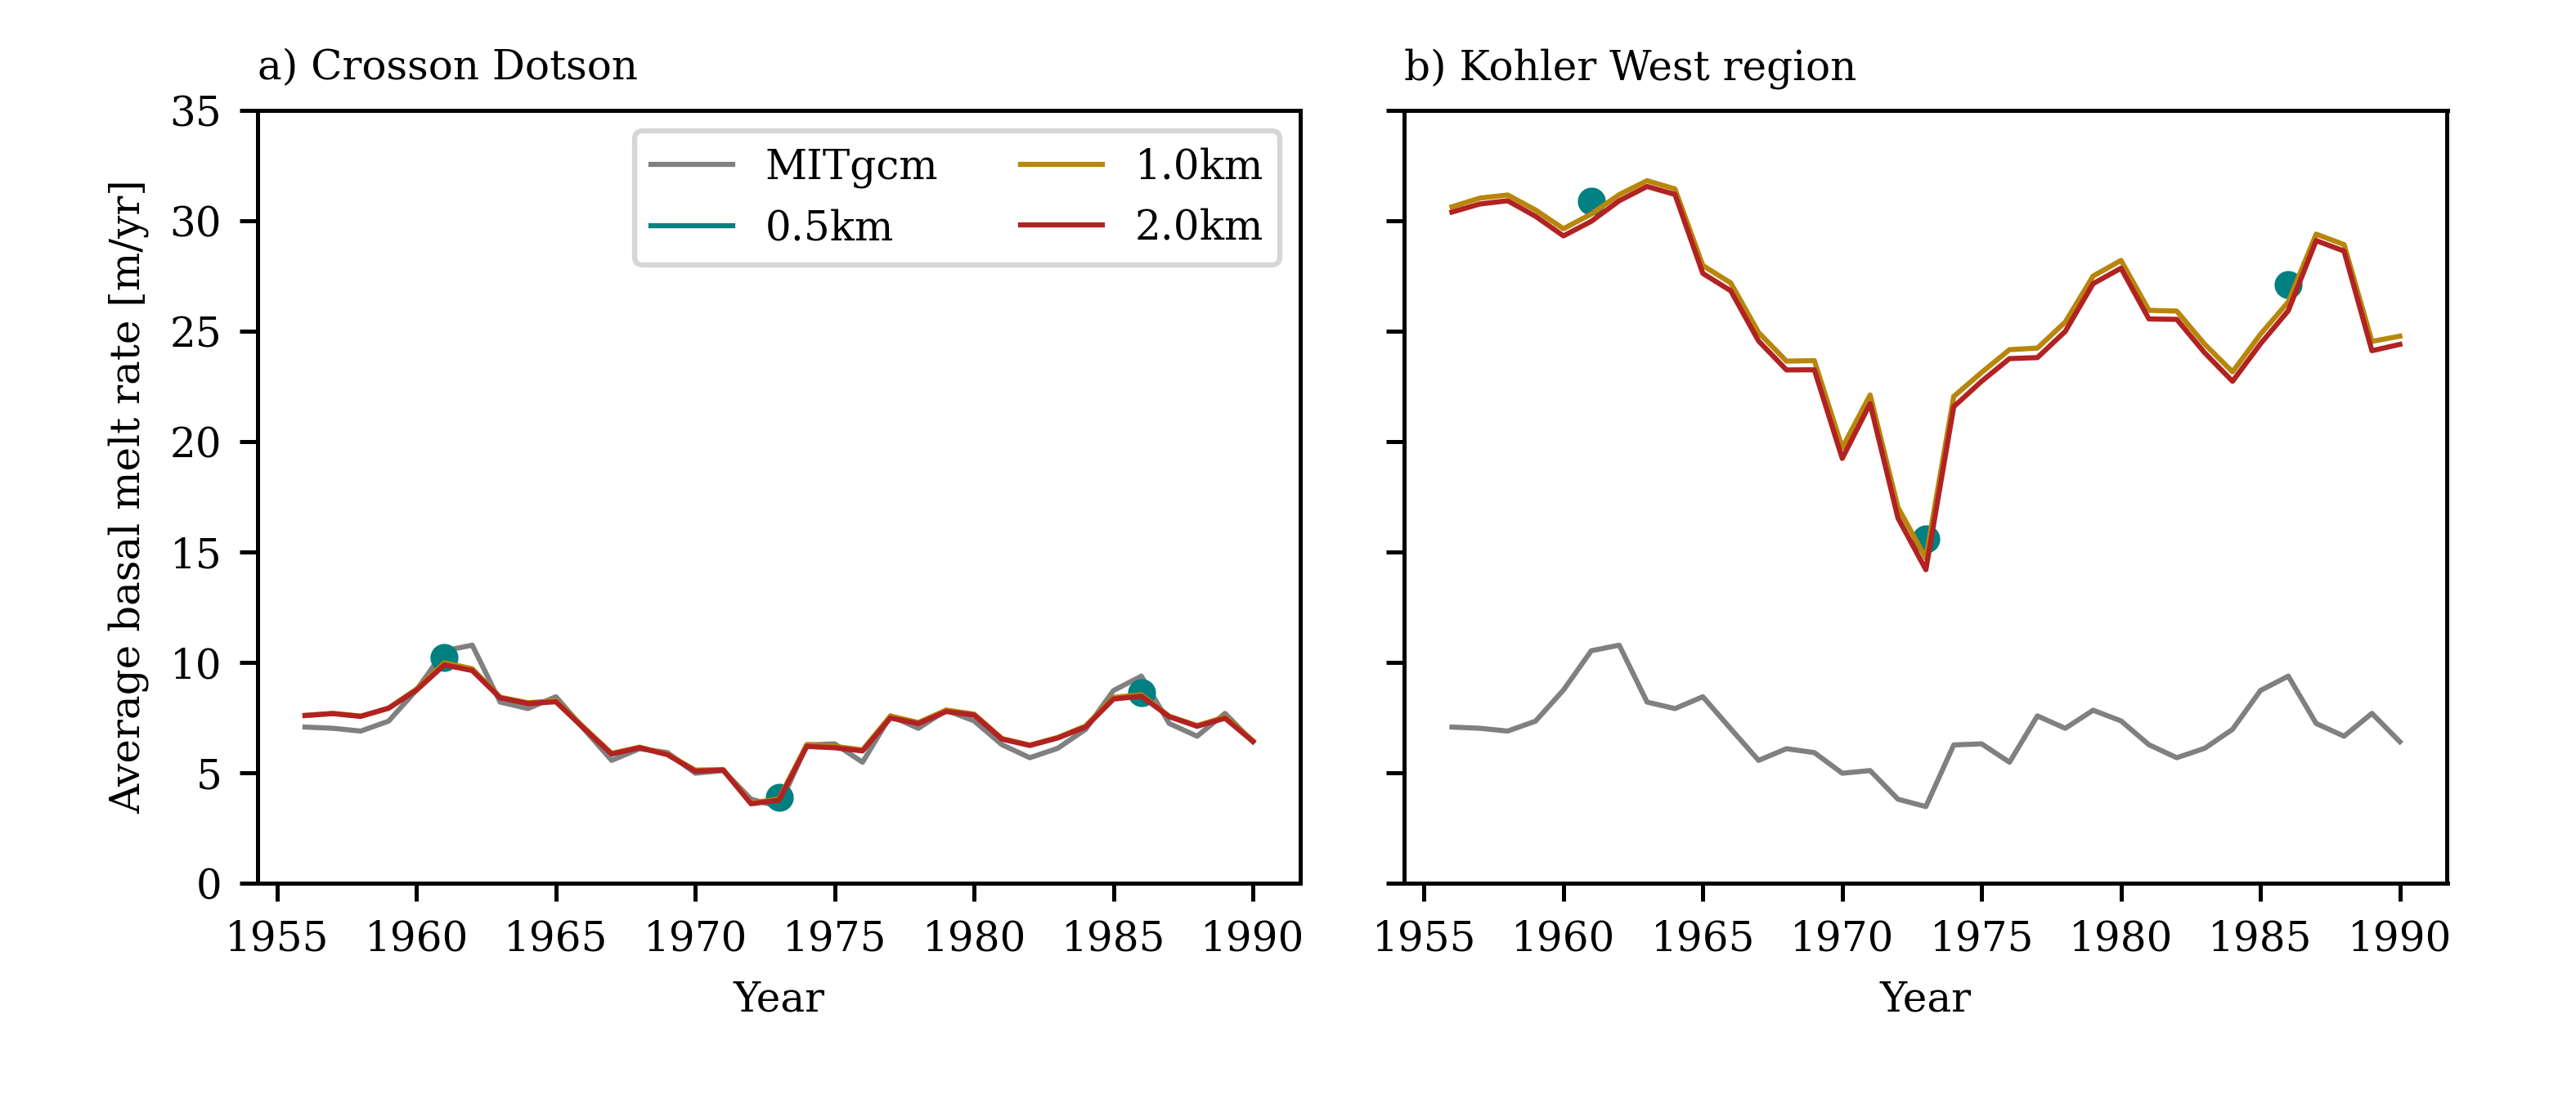 a) Crosson Dotson
b) Kohler West region
MITgcm
0.5km
1.0km
2.0km
Average basal melt rate [m/yr]
35
30
25
20
15
10
5
0
1955 1960 1965 1970 1975 1980 1985 1990
Year
1955 1960 1965 1970 1975 1980 1985 1990
Year